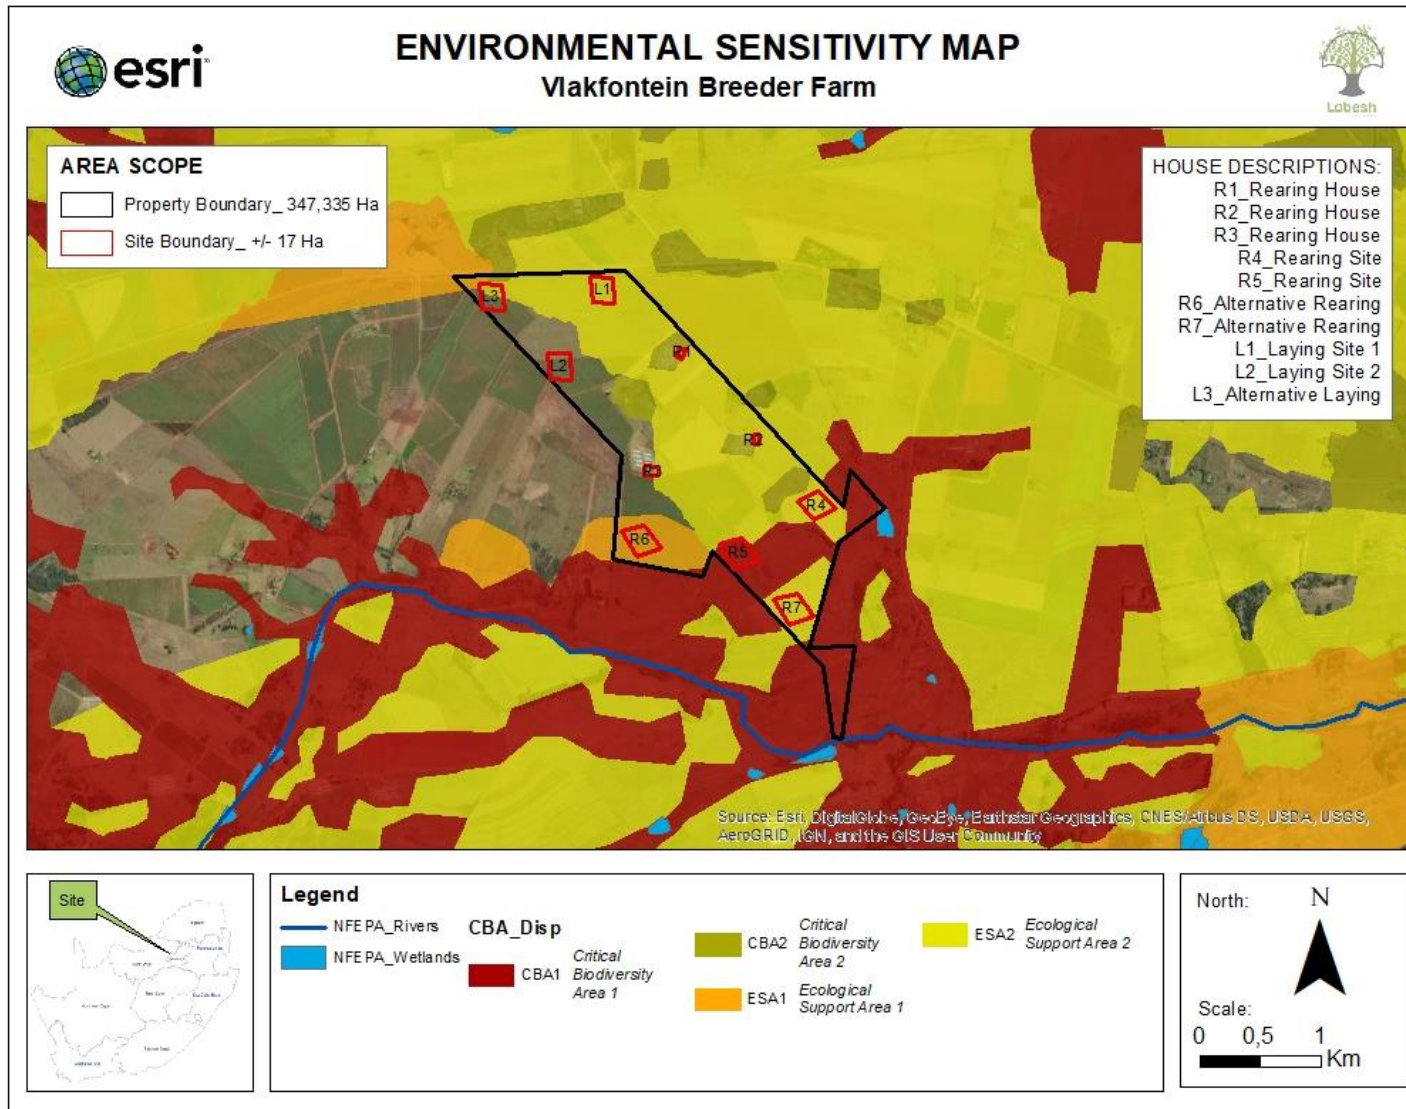 esri
ENVIRONMENTAL SENSITIVITY MAP
Vlakfontein Breeder Farm
Lobesh
AREA SCOPE
Property Boundary_ 347,335 Ha
Site Boundary_ +/- 17 Ha
HOUSE DESCRIPTIONS:
R1_Rearing House
R2_Rearing House
R3_Rearing House
R4_Rearing Site
R5_Rearing Site
R6_Alternative Rearing
R7_Alternative Rearing
L1_Laying Site 1
L2_Laying Site 2
L3_Alternative Laying
L3
L1
R1
L2
R2
R3
R4
R6
R5
R7
Source: Esri, DigitalGlobe, GeoEye, Earthstar Geographics, CNES/Airbus DS, USDA, USGS,
AeroGRID, IGN, and the GIS User Community
Site
Legend
NFEPA_Rivers
NFEPA_Wetlands
CBA_Disp
CBA1
Critical
Biodiversity
Area 1
CBA2
Critical
Biodiversity
Area 2
ESA1
Ecological
Support Area 1
ESA2
Ecological
Support Area 2
North:
N
Scale:
0 0,5 1
Km